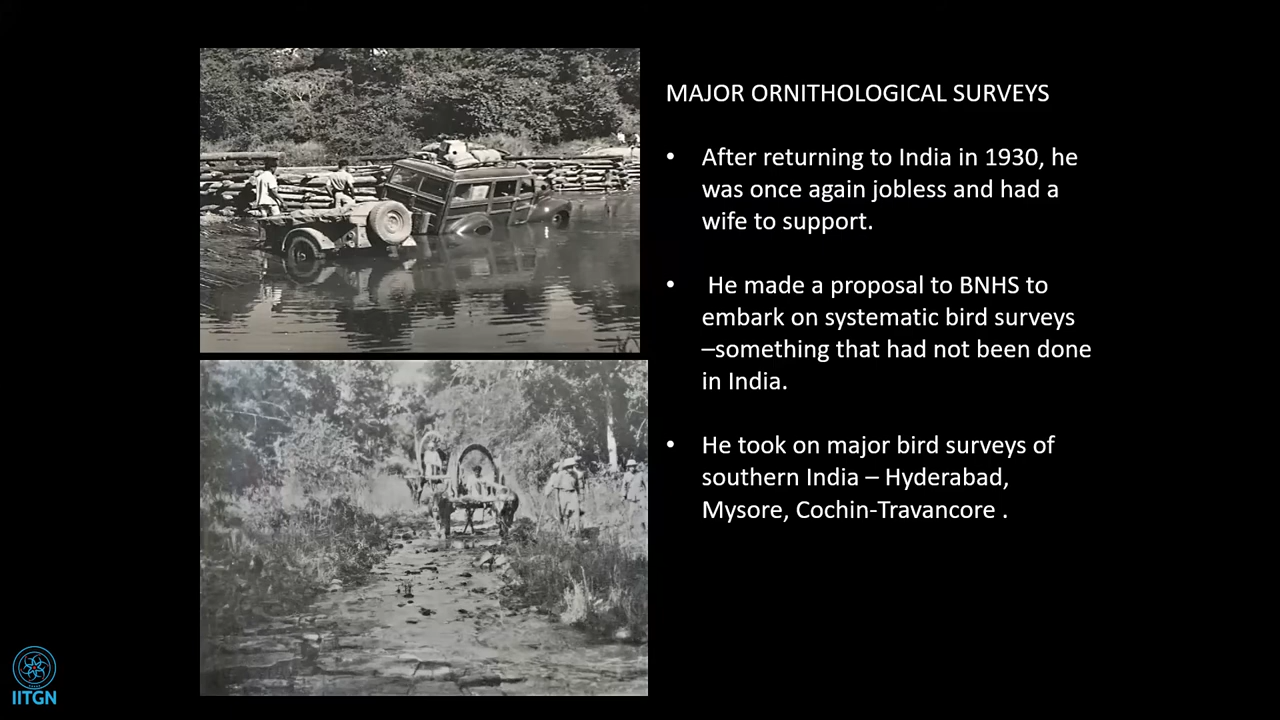 MAJOR ORNITHOLOGICAL SURVEYS
• After returning to India in 1930, he
was once again jobless and had a
wife to support.
• He made a proposal to BNHS to
embark on systematic bird surveys
–something that had not been done
in India.
• He took on major bird surveys of
southern India – Hyderabad,
Mysore, Cochin-Travancore .
IITGN